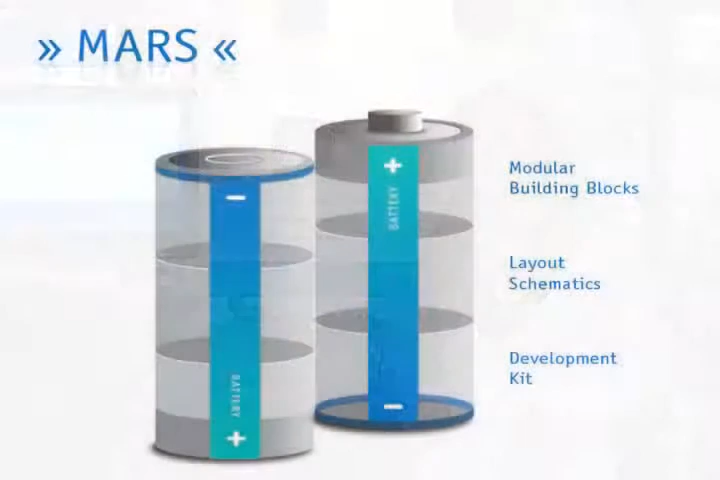 » MARS «
Modular
Building Blocks
Layout
Schematics
Development
Kit
BATTERY
+
BATTERY
+